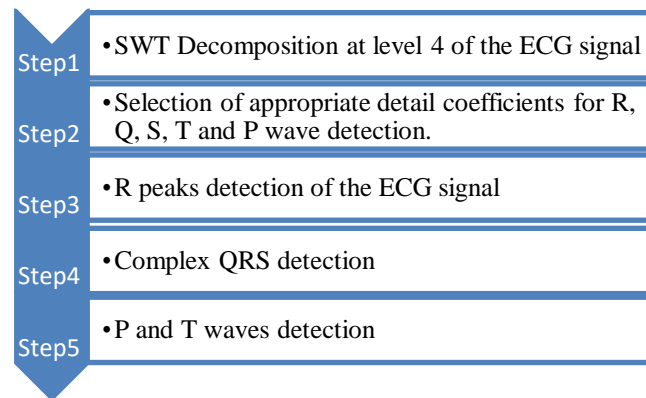 Step1
•SWT Decomposition at level 4 of the ECG signal
Step2
•Selection of appropriate detail coefficients for R,
Q, S, T and P wave detection.
Step3
•R peaks detection of the ECG signal
Step4
•Complex QRS detection
Step5
•P and T waves detection